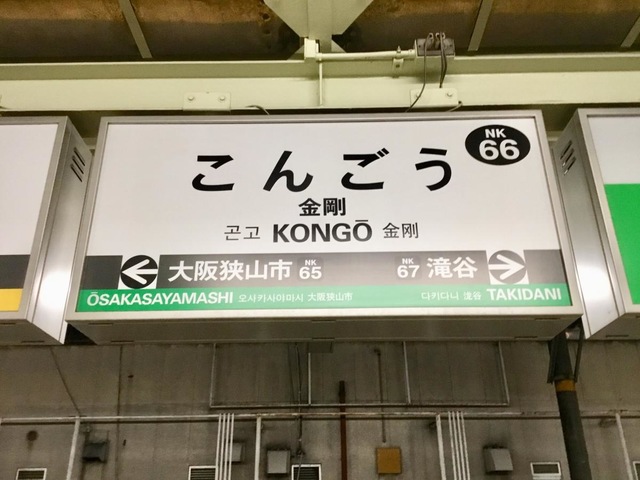 こんごう
NK
66
金剛
곤고 KONGŌ 金剛
大阪狭山市 NK 65 NK 67 滝谷
ŌSAKASAYAMASHI 오사카사야마시 大阪狭山市 다키다니 滝谷 TAKIDANI